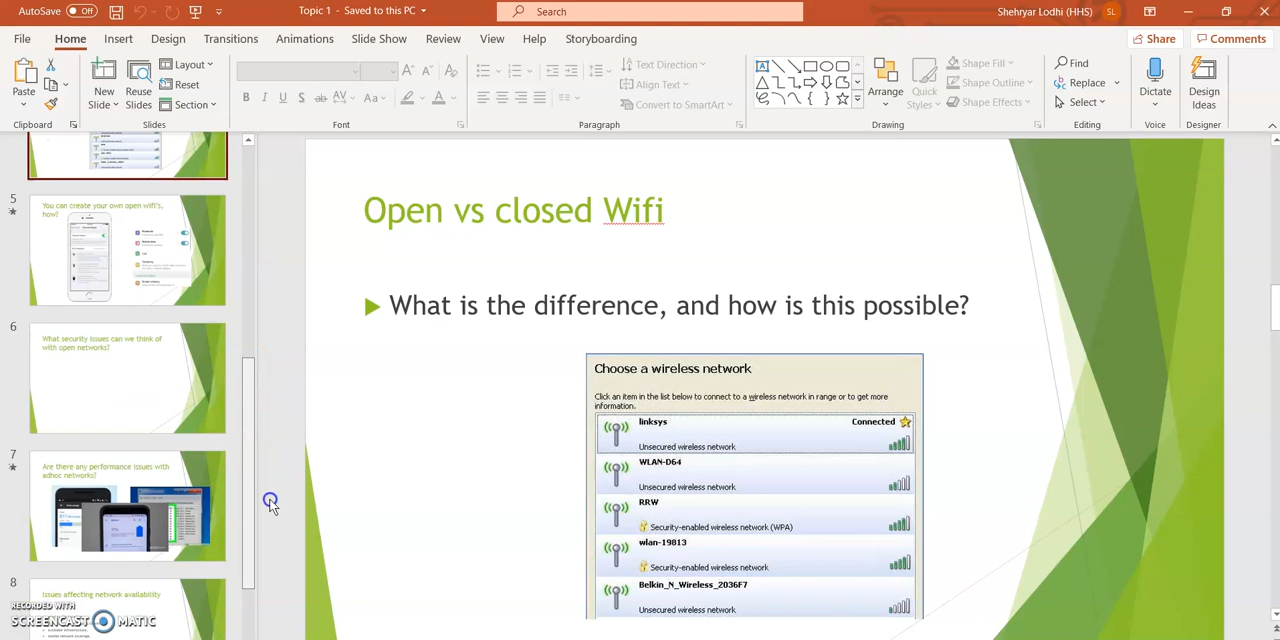 AutoSave Off
Topic 1 - Saved to this PC
Search
Shehryar Lodhi (HHS) SL
File Home Insert Design Transitions Animations Slide Show Review View Help Storyboarding
Share Comments
Paste
Clipboard
New Slide
Reuse Slides
Layout
Reset
Section
Slides
B I U S ab AV Aa A
Font
Text Direction
Align Text
Convert to SmartArt
Paragraph
Arrange
Quick Styles
Shape Fill
Shape Outline
Shape Effects
Drawing
Find
Replace
Select
Editing
Dictate
Voice
Design Ideas
Designer
5
You can create your own open wifi's, how?
6
What security issues can we think of with open networks?
7
Are there any performance issues with adhoc networks?
8
Issues affecting network availability
RECORDED WITH
SCREENCAST MATIC
Open vs closed Wifi
What is the difference, and how is this possible?
Choose a wireless network
Click an item in the list below to connect to a wireless network in range or to get more
information.
linksys Connected
Unsecured wireless network
WLAN-D64
Unsecured wireless network
RRW
Security-enabled wireless network (WPA)
wlan-19813
Security-enabled wireless network
Belkin_N_Wireless_2036F7
Unsecured wireless network